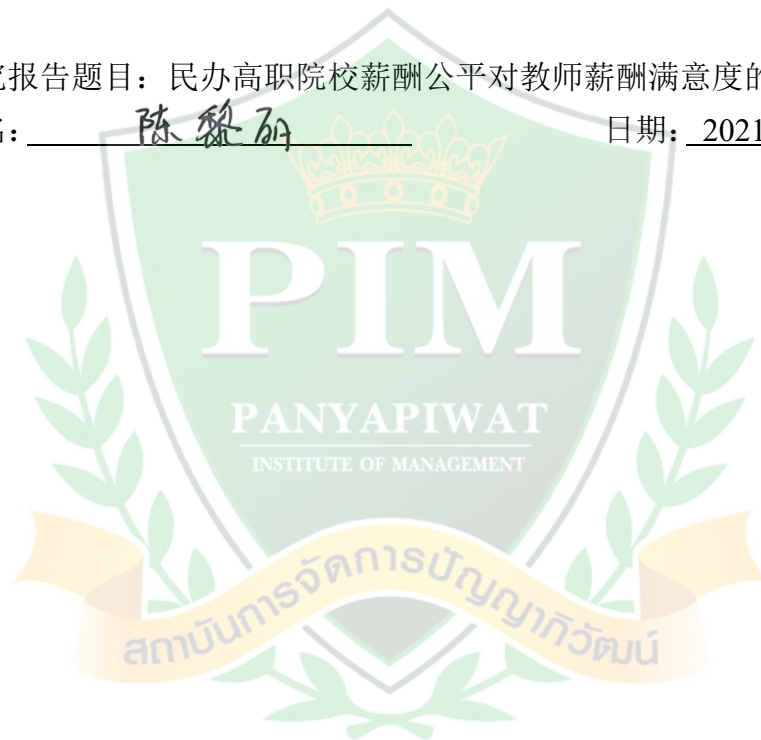 报告题目：民办高职院校薪酬公平对教师薪酬满意度的
：陈黎丽 日期：2021
PIM
PANYAPIWAT
INSTITUTE OF MANAGEMENT
สถาบันการจัดการปัญญาภิวัฒน์